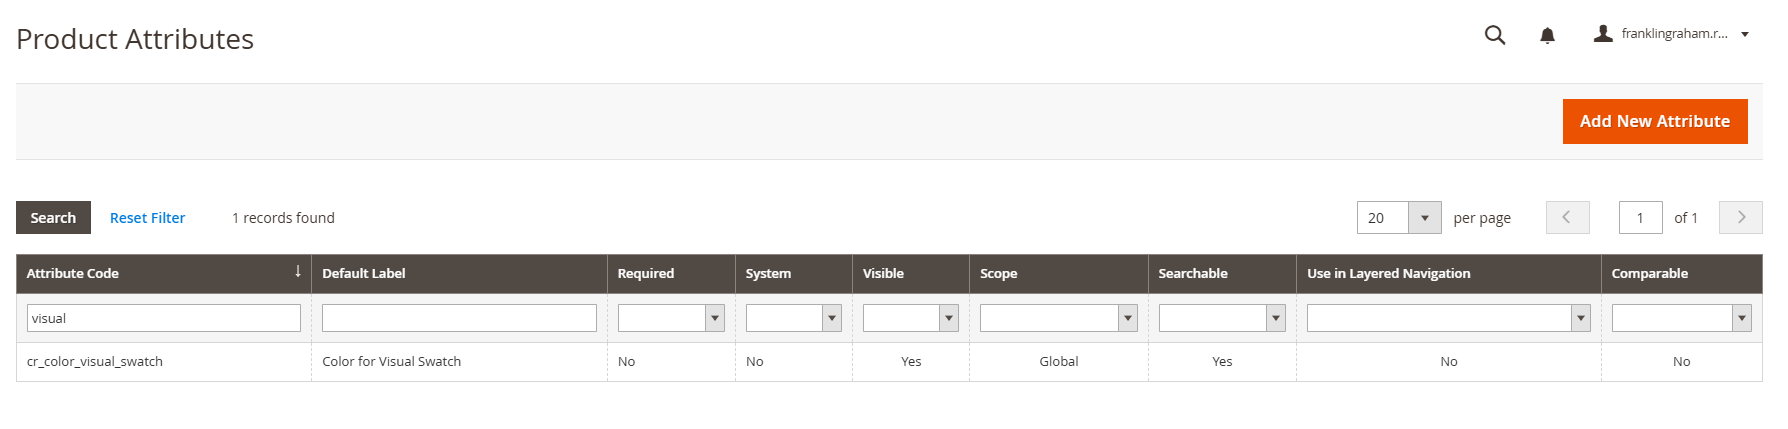 Product Attributes
franklingraham.r...
Add New Attribute
Search Reset Filter 1 records found 20 per page 1 of 1
Attribute Code ↓ Default Label Required System Visible Scope Searchable Use in Layered Navigation Comparable
visual
cr_color_visual_swatch Color for Visual Swatch No No Yes Global Yes No No